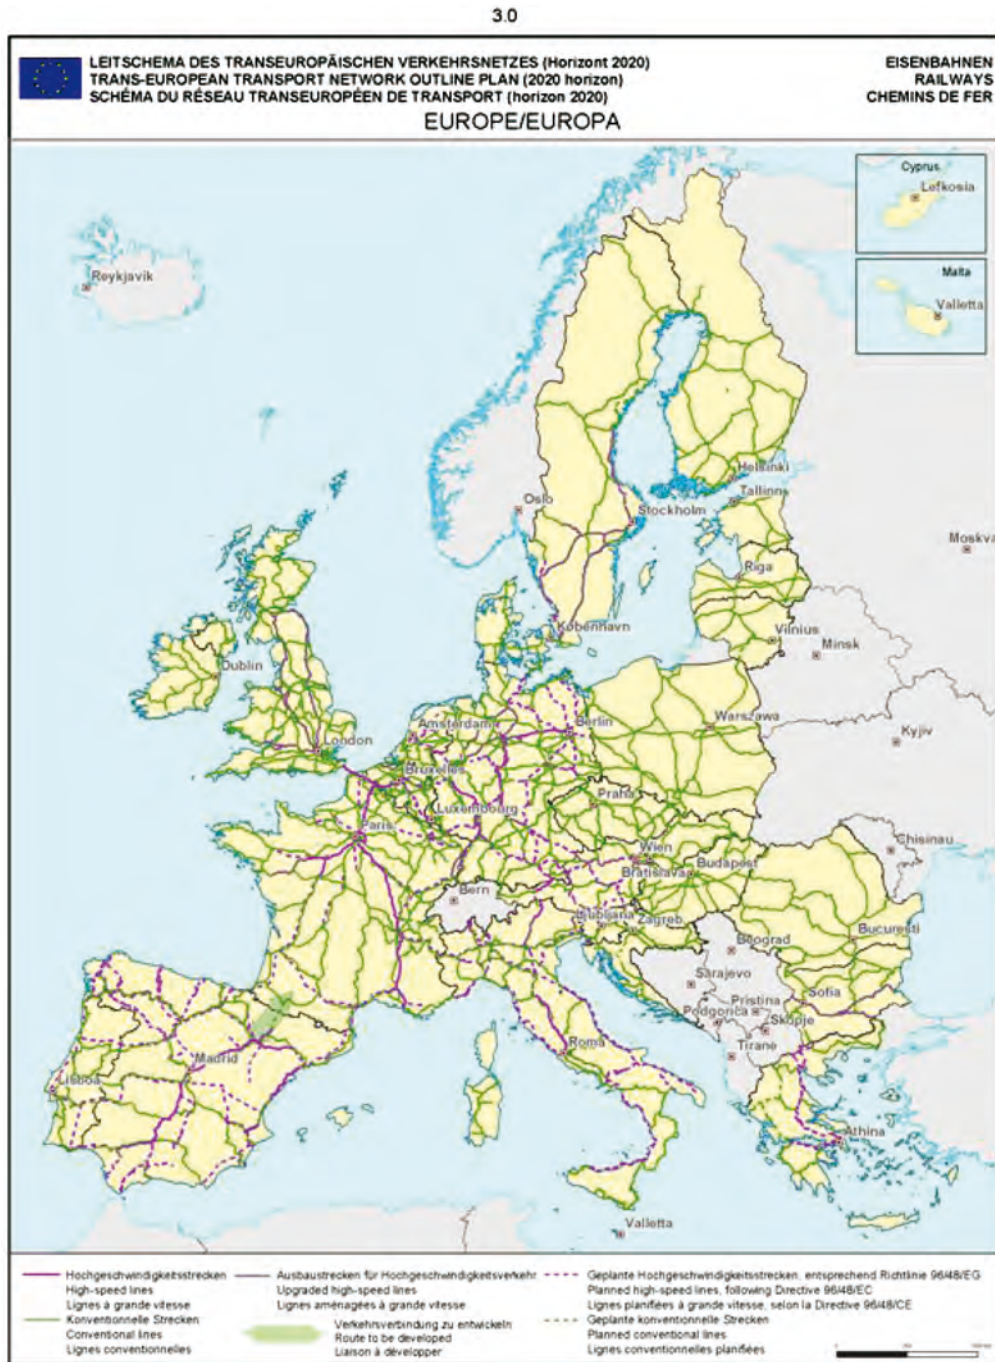 3.0
LEITSCHEMA DES TRANSEUROPÄISCHEN VERKEHRSNETZES (Horizont 2020)
TRANS-EUROPEAN TRANSPORT NETWORK OUTLINE PLAN (2020 horizon)
SCHÉMA DU RÉSEAU TRANSEUROPÉEN DE TRANSPORT (horizon 2020)
EISENBAHNEN
RAILWAYS
CHEMINS DE FER
EUROPE/EUROPA
Cyprus
Lefkosia
Malta
Valletta
Reykjavik
Helsinki
Tallinn
Oslo
Stockholm
Moskva
Riga
København
Vilnius
Minsk
Dublin
Amsterdam
Berlin
Warszawa
London
Kyjiv
Bruxelles
Praha
Luxembourg
Paris
Chisinau
Wien
Budapest
Bratislava
Bern
Ljubljana
Zagreb
Bucuresti
Beograd
Sarajevo
Pristina
Sofia
Podgorica
Skopje
Roma
Tirane
Madrid
Lisboa
Athina
Valletta
Hochgeschwindigkeitsstrecken
High-speed lines
Lignes à grande vitesse
Konventionelle Strecken
Conventional lines
Lignes conventionnelles
Ausbaustrecken für Hochgeschwindigkeitsverkehr
Upgraded high-speed lines
Lignes aménagées à grande vitesse
Verkehrsverbindung zu entwickeln
Route to be developed
Liaison à développer
Geplante Hochgeschwindigkeitsstrecken, entsprechend Richtlinie 96/48/EG
Planned high-speed lines, following Directive 96/48/EC
Lignes planifiées à grande vitesse, selon la Directive 96/48/CE
Geplante konventionelle Strecken
Planned conventional lines
Lignes conventionnelles planifiées